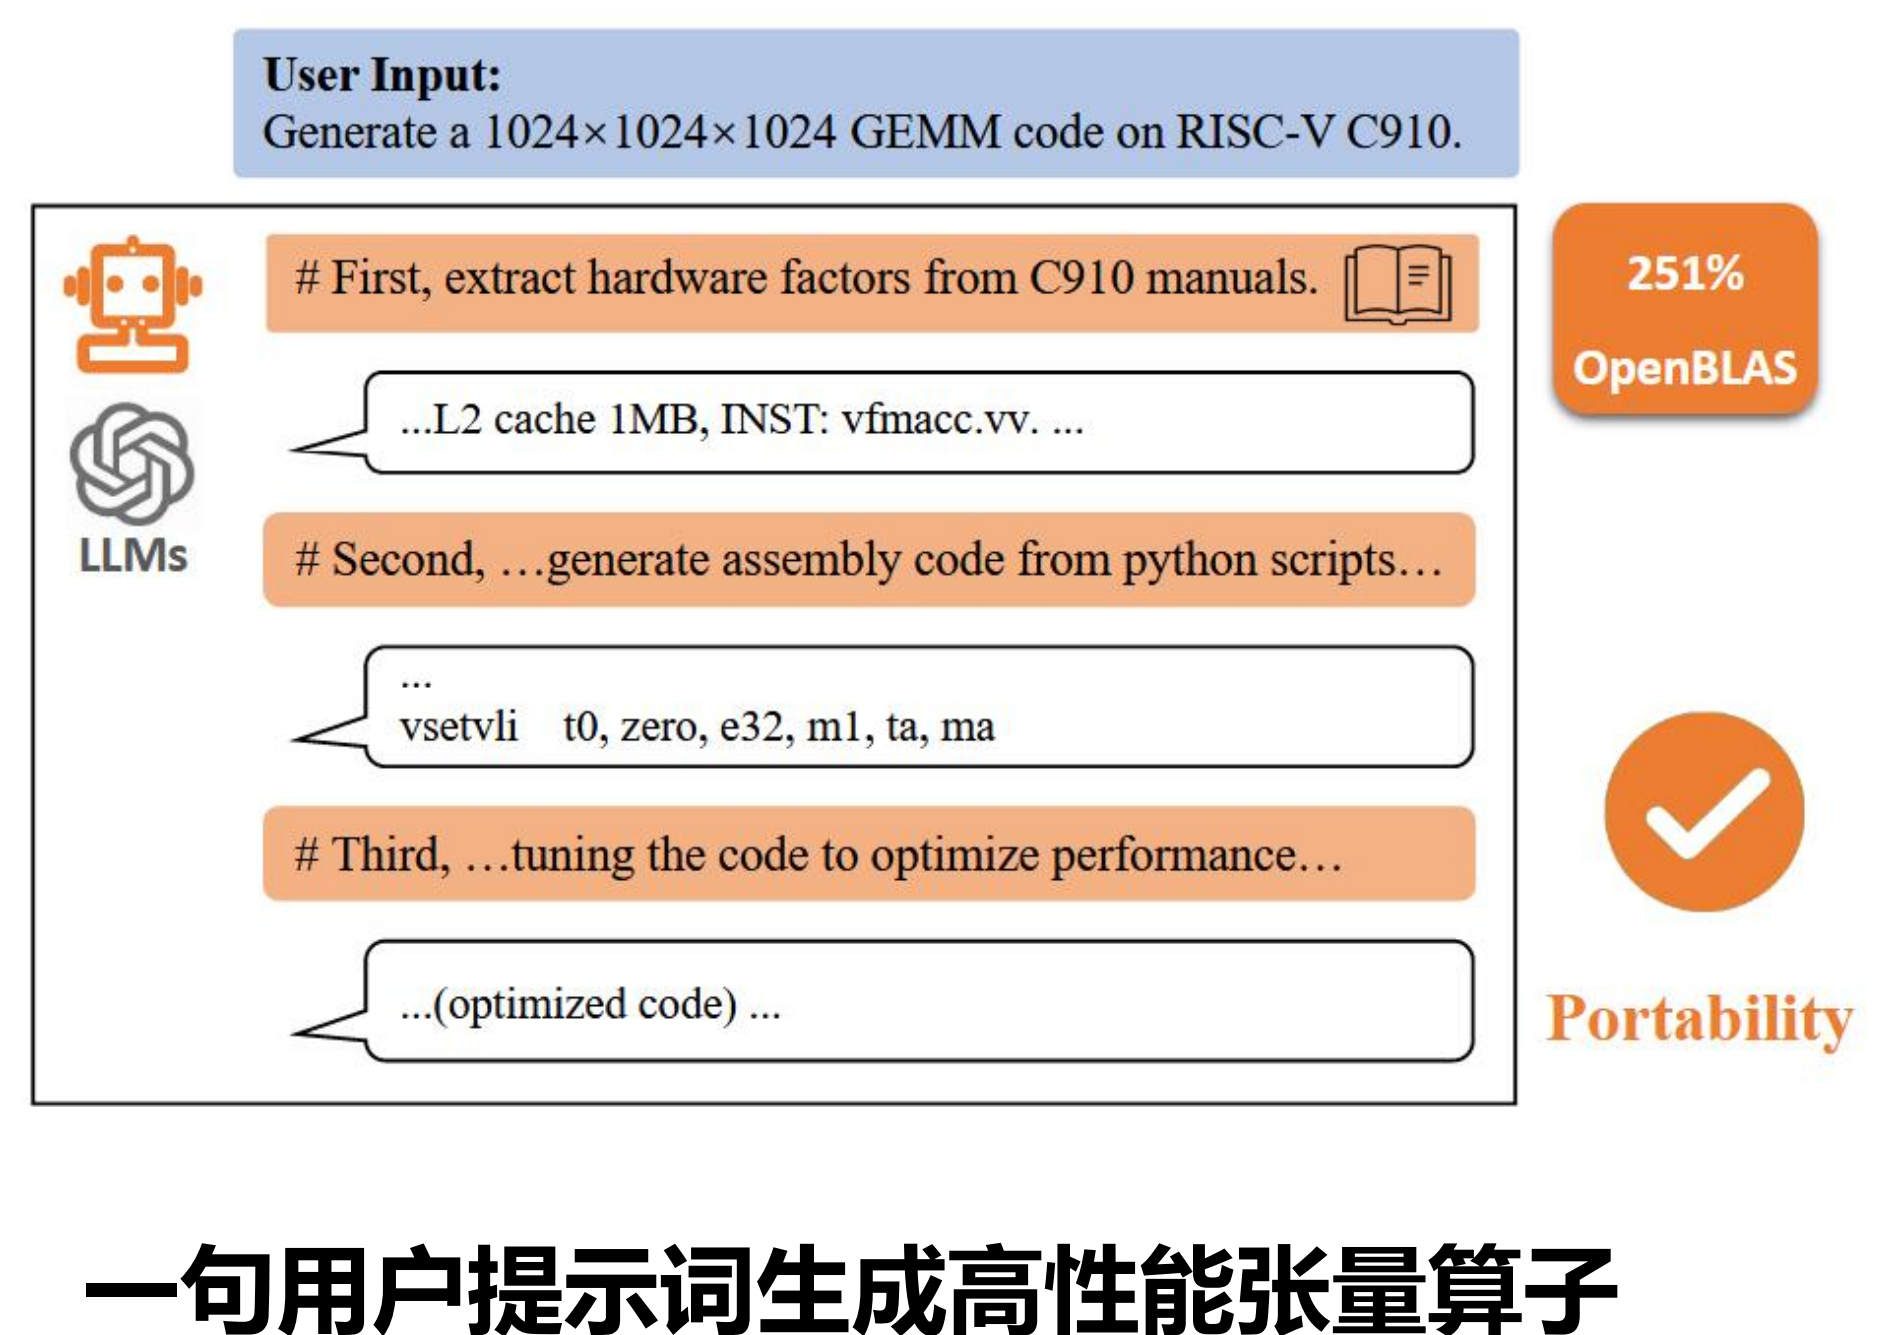 User Input:
Generate a 1024×1024×1024 GEMM code on RISC-V C910.
# First, extract hardware factors from C910 manuals.
251%
OpenBLAS
...L2 cache 1MB, INST: vfmacc.vv. ...
LLMs
# Second, …generate assembly code from python scripts…
...
vsetvli t0, zero, e32, m1, ta, ma
# Third, …tuning the code to optimize performance…
...(optimized code) ...
Portability
一句用户提示词生成高性能张量算子